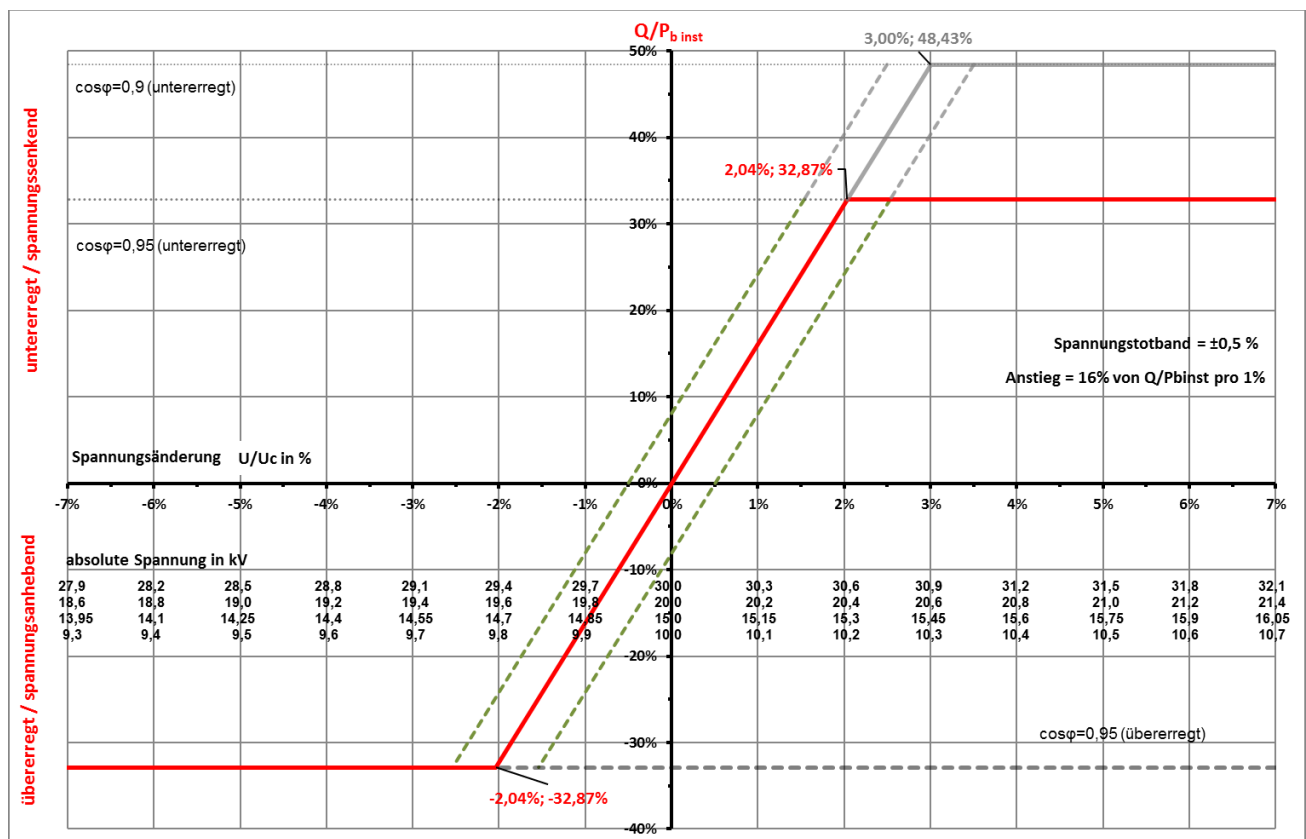 Q/Pb inst
3,00%; 48,43%
50%
cosφ=0,9 (untererregt)
40%
2,04%; 32,87%
30%
cosφ=0,95 (untererregt)
untererregt / spannungssenkend
20%
Spannungstotband = ±0,5 %
Anstieg = 16% von Q/Pbinst pro 1%
10%
Spannungsänderung U/Uc in %
0%
-7% -6% -5% -4% -3% -2% -1% 0% 1% 2% 3% 4% 5% 6% 7%
absolute Spannung in kV
-10%
27,9 28,2 28,5 28,8 29,1 29,4 29,7 30,0 30,3 30,6 30,9 31,2 31,5 31,8 32,1
18,6 18,8 19,0 19,2 19,4 19,6 19,8 20,0 20,2 20,4 20,6 20,8 21,0 21,2 21,4
13,95 14,1 14,25 14,4 14,55 14,7 14,85 15,0 15,15 15,3 15,45 15,6 15,75 15,9 16,05
9,3 9,4 9,5 9,6 9,7 9,8 9,9 10,0 10,1 10,2 10,3 10,4 10,5 10,6 10,7
übererregt / spannungsanhebend
-20%
cosφ=0,95 (übererregt)
-30%
-2,04%; -32,87%
-40%